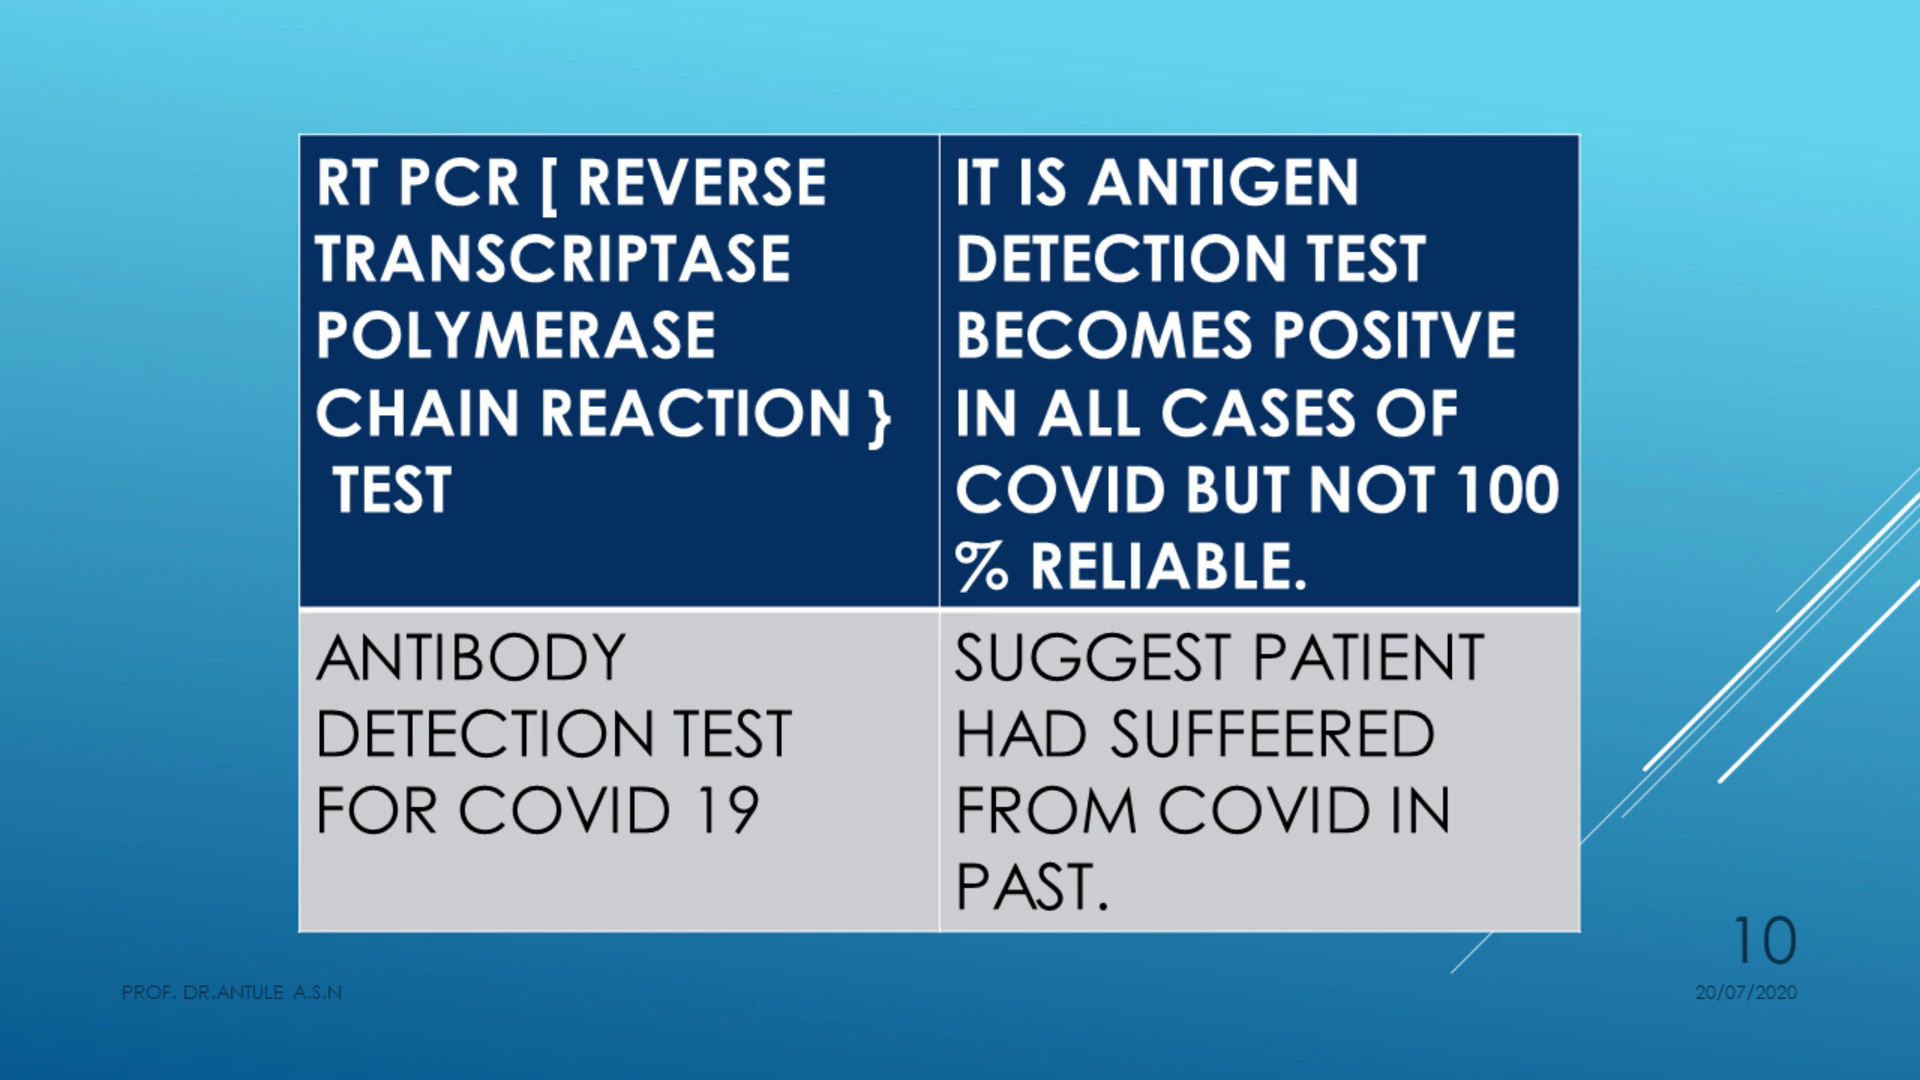 RT PCR [ REVERSE
TRANSCRIPTASE
POLYMERASE
CHAIN REACTION }
TEST
IT IS ANTIGEN
DETECTION TEST
BECOMES POSITVE
IN ALL CASES OF
COVID BUT NOT 100
% RELIABLE.
ANTIBODY
DETECTION TEST
FOR COVID 19
SUGGEST PATIENT
HAD SUFFEERED
FROM COVID IN
PAST.
10
PROF. DR.ANTULE A.S.N
20/07/2020